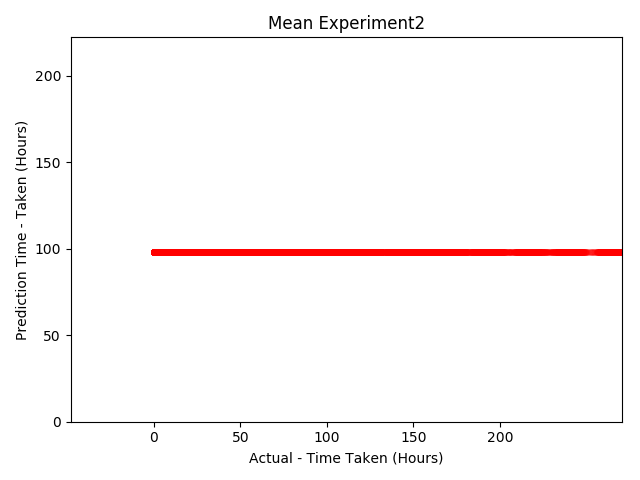 Mean Experiment2
Prediction Time - Taken (Hours)
200
150
100
50
0
0 50 100 150 200
Actual - Time Taken (Hours)